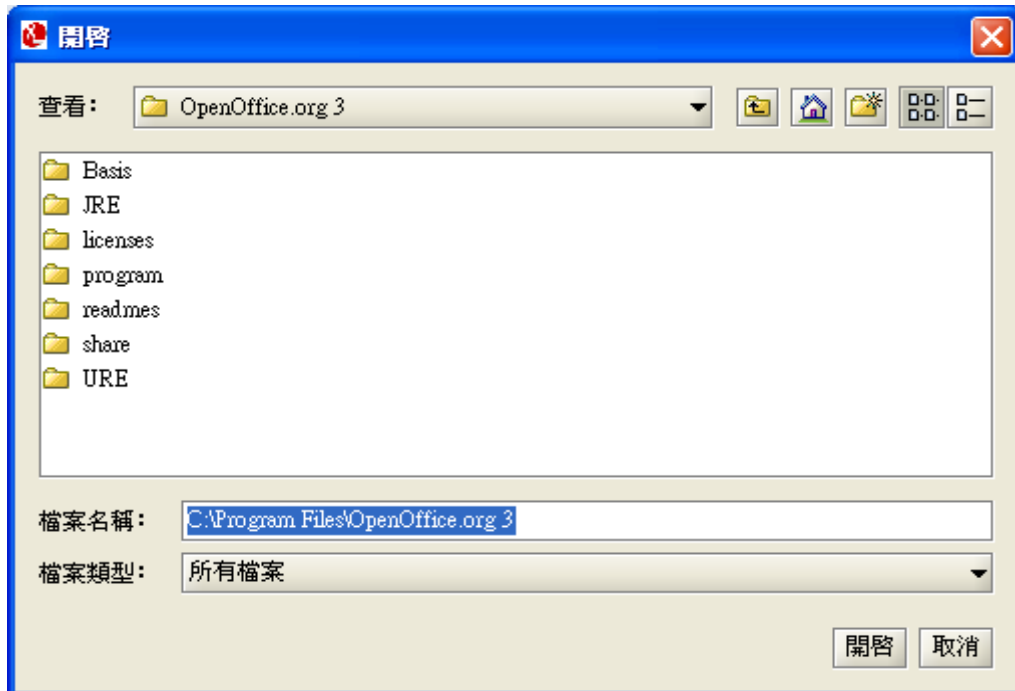 開啓
查看： OpenOffice.org 3
Basis
JRE
licenses
program
readmes
share
URE
檔案名稱： C:\Program Files\OpenOffice.org 3
檔案類型： 所有檔案
開啓 取消